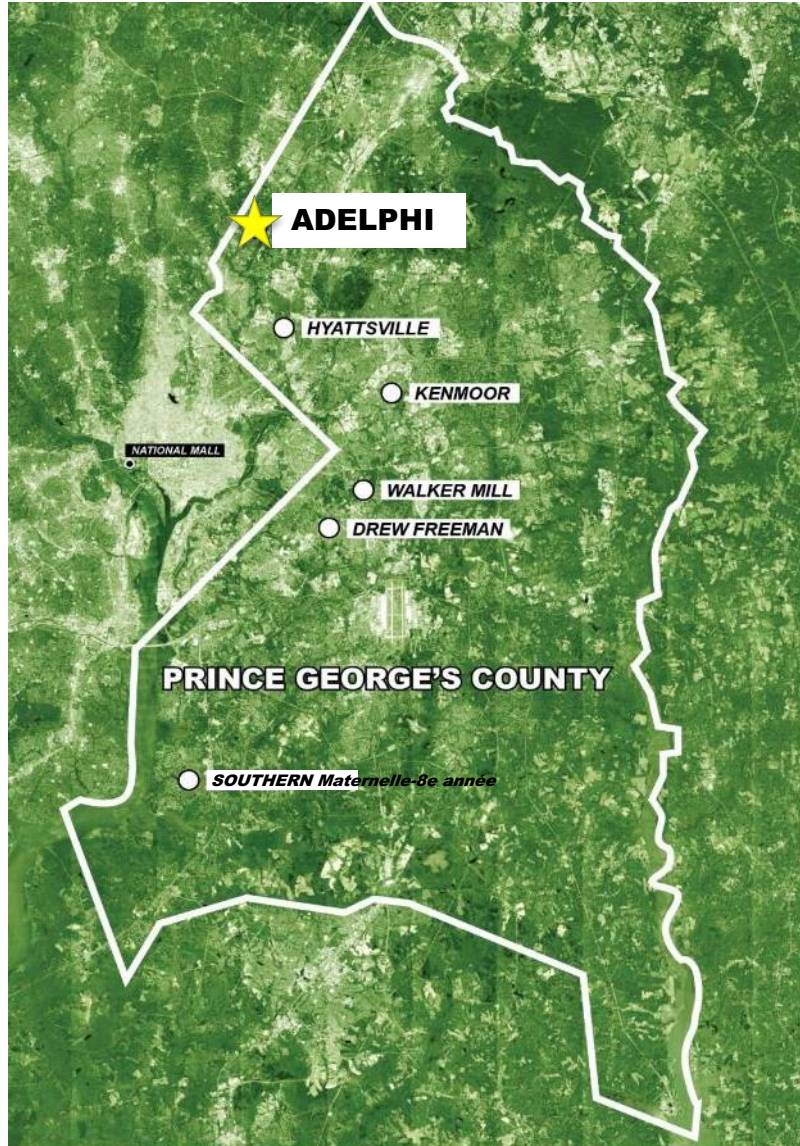 ADELPHI
HYATTSVILLE
KENMOOR
NATIONAL MALL
WALKER MILL
DREW FREEMAN
PRINCE GEORGE'S COUNTY
SOUTHERN Maternelle-8e année